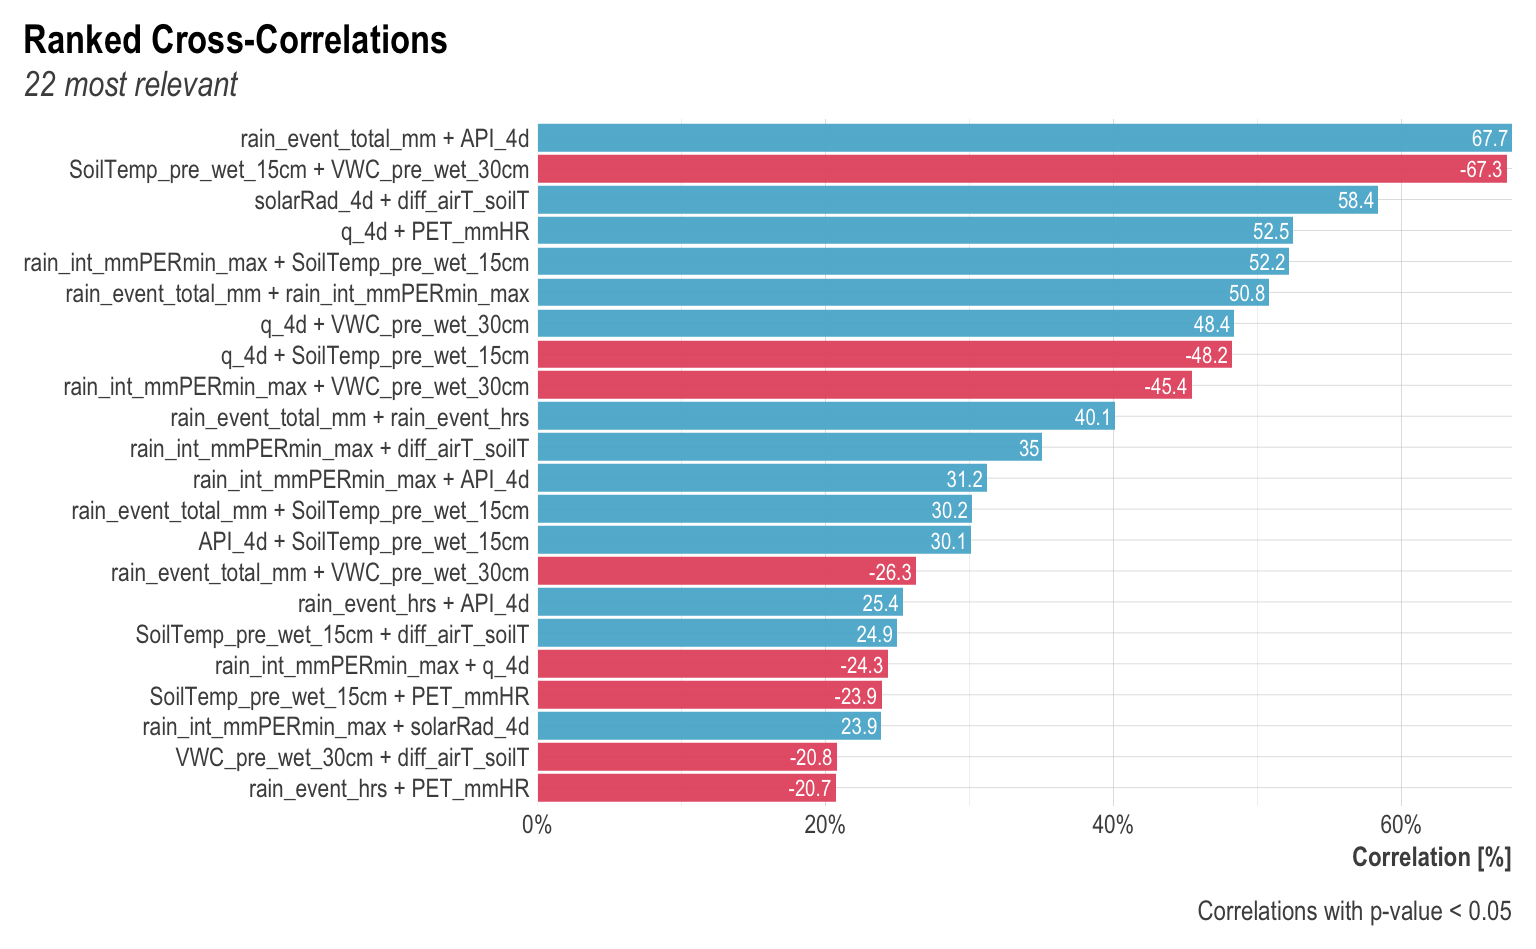 Ranked Cross-Correlations
22 most relevant
rain_event_total_mm + API_4d 67.7
SoilTemp_pre_wet_15cm + VWC_pre_wet_30cm -67.3
solarRad_4d + diff_airT_soilT 58.4
q_4d + PET_mmHR 52.5
rain_int_mmPERmin_max + SoilTemp_pre_wet_15cm 52.2
rain_event_total_mm + rain_int_mmPERmin_max 50.8
q_4d + VWC_pre_wet_30cm 48.4
q_4d + SoilTemp_pre_wet_15cm -48.2
rain_int_mmPERmin_max + VWC_pre_wet_30cm -45.4
rain_event_total_mm + rain_event_hrs 40.1
rain_int_mmPERmin_max + diff_airT_soilT 35
rain_int_mmPERmin_max + API_4d 31.2
rain_event_total_mm + SoilTemp_pre_wet_15cm 30.2
API_4d + SoilTemp_pre_wet_15cm 30.1
rain_event_total_mm + VWC_pre_wet_30cm -26.3
rain_event_hrs + API_4d 25.4
SoilTemp_pre_wet_15cm + diff_airT_soilT 24.9
rain_int_mmPERmin_max + q_4d -24.3
SoilTemp_pre_wet_15cm + PET_mmHR -23.9
rain_int_mmPERmin_max + solarRad_4d 23.9
VWC_pre_wet_30cm + diff_airT_soilT -20.8
rain_event_hrs + PET_mmHR -20.7
0% 20% 40% 60%
Correlation [%]
Correlations with p-value < 0.05